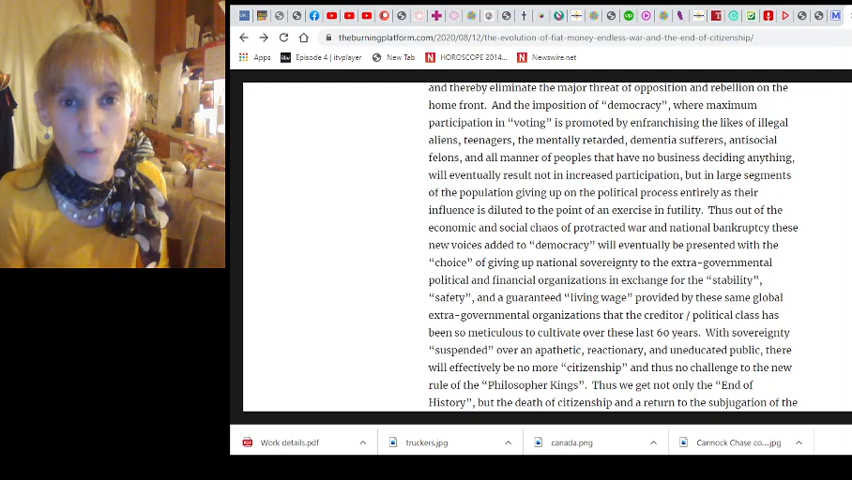 theburningplatform.com/2020/08/12/the-evolution-of-fiat-money-endless-war-and-the-end-of-citizenship/
Apps Episode 4 | itvplayer New Tab HOROSCOPE 2014... Newswire.net
and thereby eliminate the major threat of opposition and rebellion on the
home front. And the imposition of “democracy”, where maximum
participation in “voting” is promoted by enfranchising the likes of illegal
aliens, teenagers, the mentally retarded, dementia sufferers, antisocial
felons, and all manner of peoples that have no business deciding anything,
will eventually result not in increased participation, but in large segments
of the population giving up on the political process entirely as their
influence is diluted to the point of an exercise in futility. Thus out of the
economic and social chaos of protracted war and national bankruptcy these
new voices added to “democracy” will eventually be presented with the
“choice” of giving up national sovereignty to the extra-governmental
political and financial organizations in exchange for the “stability”,
“safety”, and a guaranteed “living wage” provided by these same global
extra-governmental organizations that the creditor / political class has
been so meticulous to cultivate over these last 60 years. With sovereignty
“suspended” over an apathetic, reactionary, and uneducated public, there
will effectively be no more “citizenship” and thus no challenge to the new
rule of the “Philosopher Kings”. Thus we get not only the “End of
History”, but the death of citizenship and a return to the subjugation of the
Work details.pdf truckers.jpg canada.png Cannock Chase co....jpg